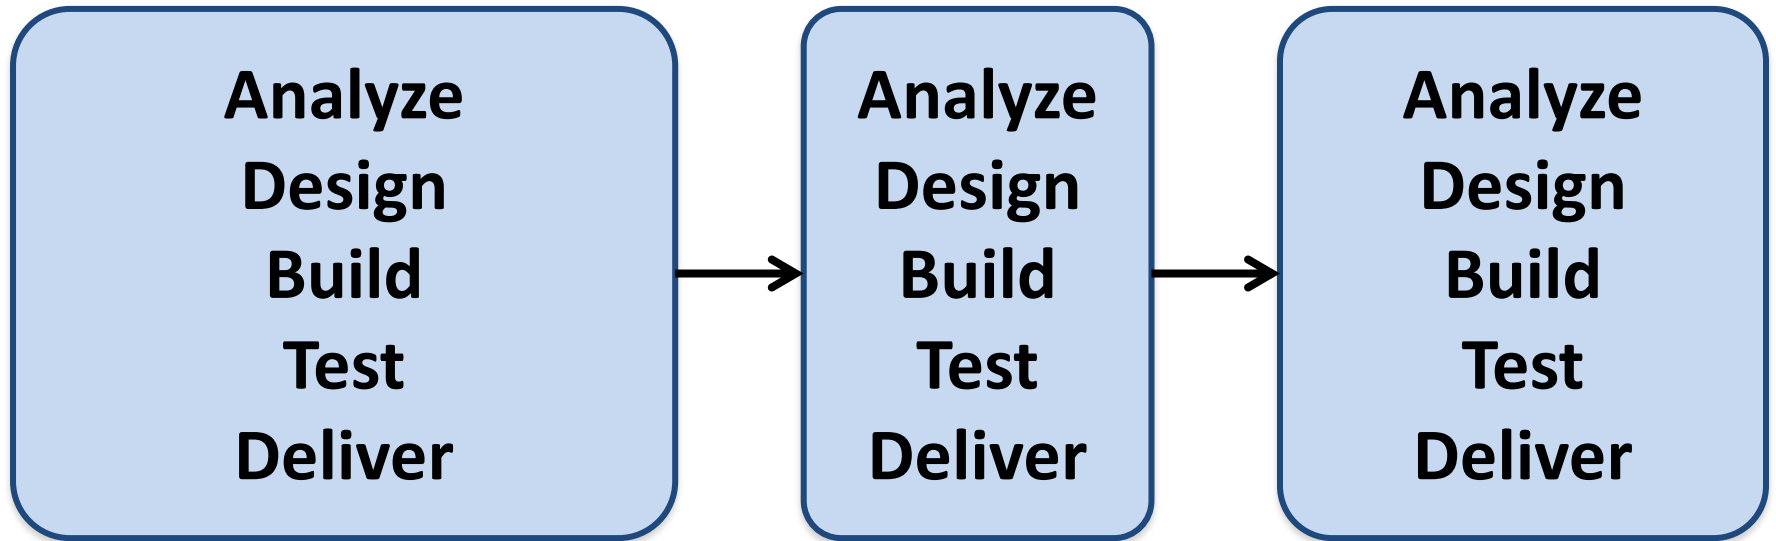 Analyze
Design
Build
Test
Deliver
Analyze
Design
Build
Test
Deliver
Analyze
Design
Build
Test
Deliver